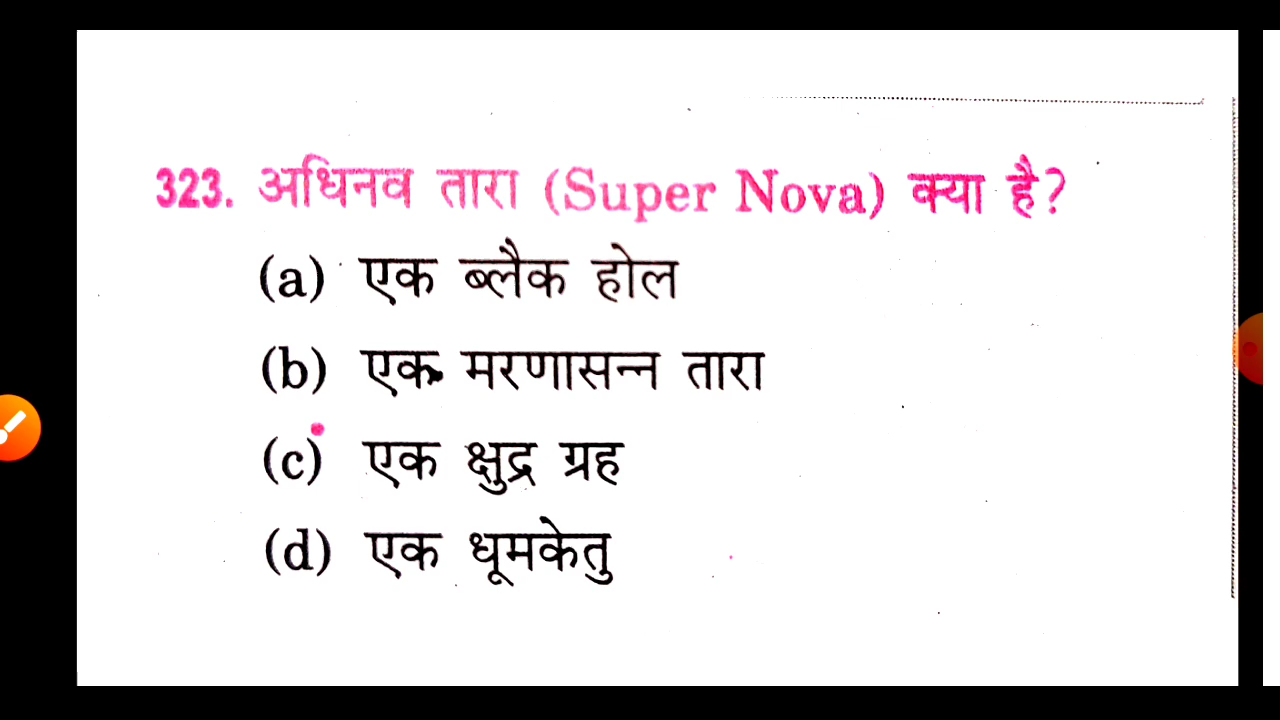 323. अधिनव तारा (Super Nova) क्या है?
(a) एक ब्लैक होल
(b) एक मरणासन्न तारा
(c) एक क्षुद्र ग्रह
(d) एक धूमकेतु